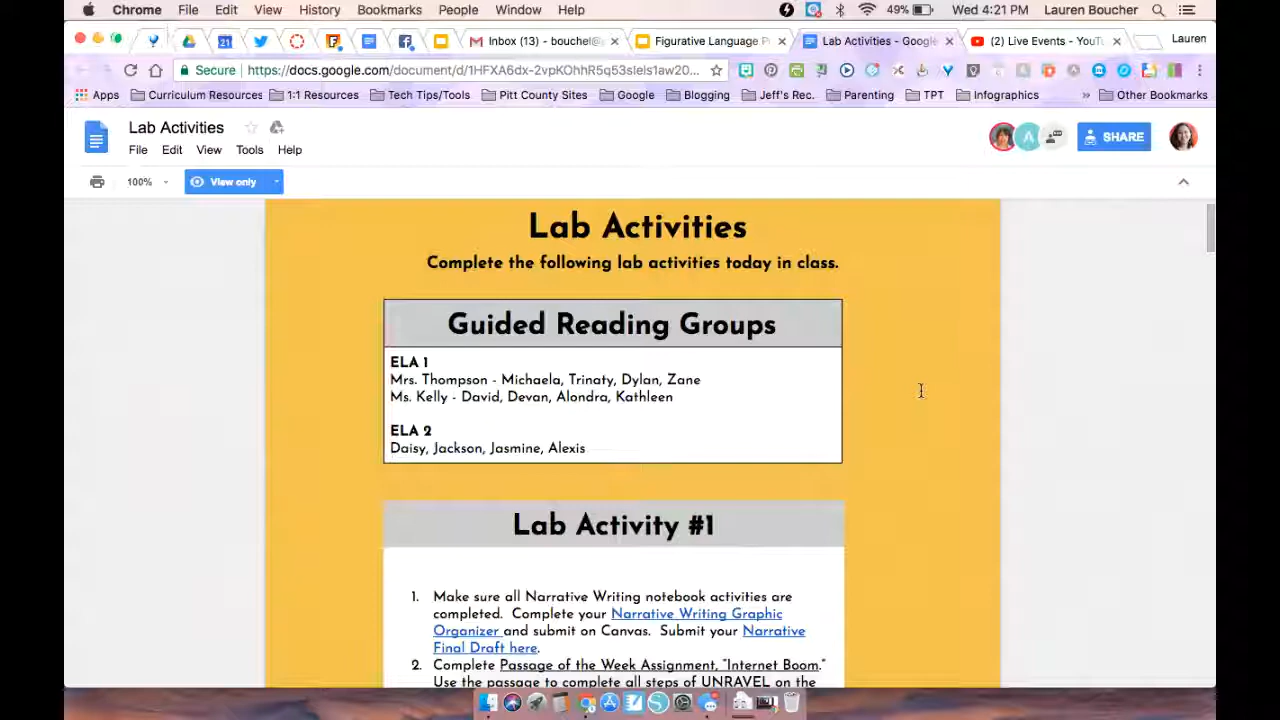 Chrome File Edit View History Bookmarks People Window Help 49% Wed 4:21 PM Lauren Boucher
Inbox (13) - bouchel@ Figurative Language P Lab Activities - Google (2) Live Events - YouTu Lauren
Secure https://docs.google.com/document/d/1HFXA6dx-2vpKOhhR5q53slels1aw20...
Apps Curriculum Resources 1:1 Resources Tech Tips/Tools Pitt County Sites Google Blogging Jeff's Rec. Parenting TPT Infographics » Other Bookmarks
Lab Activities
File Edit View Tools Help
A
SHARE
100% View only
Lab Activities
Complete the following lab activities today in class.
Guided Reading Groups
ELA 1
Mrs. Thompson - Michaela, Trinaty, Dylan, Zane
Ms. Kelly - David, Devan, Alondra, Kathleen
ELA 2
Daisy, Jackson, Jasmine, Alexis
Lab Activity #1
1. Make sure all Narrative Writing notebook activities are
completed. Complete your Narrative Writing Graphic
Organizer and submit on Canvas. Submit your Narrative
Final Draft here.
2. Complete Passage of the Week Assignment, "Internet Boom."
Use the passage to complete all steps of UNRAVEL on the